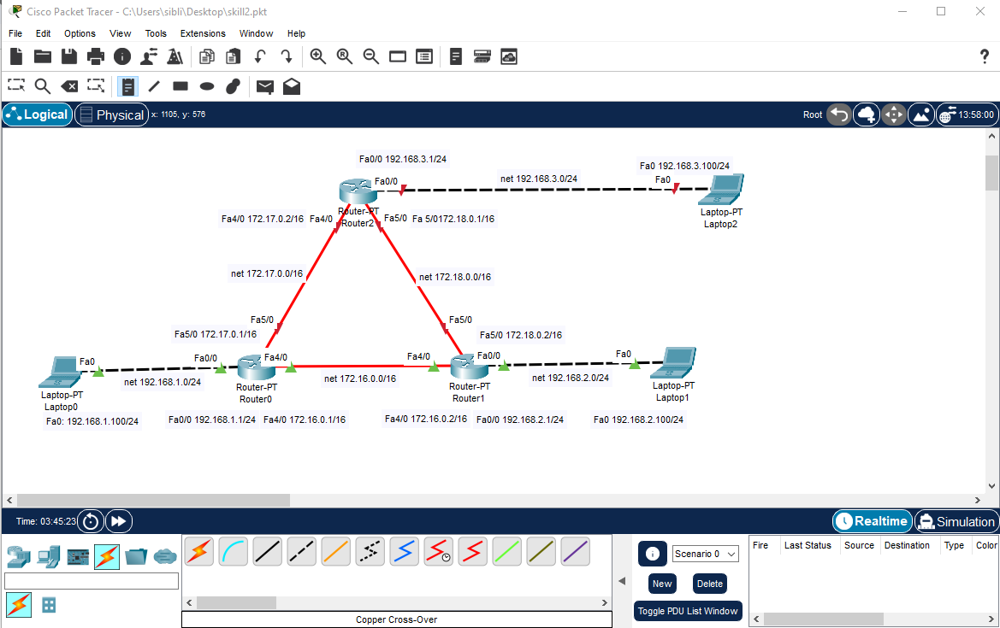 Cisco Packet Tracer - C:\Users\sibli\Desktop\skill2.pkt
File Edit Options View Tools Extensions Window Help
Logical Physical x: 1105, y: 576 Root 13:58:00
Fa0/0 192.168.3.1/24
Fa0 192.168.3.100/24
Fa0/0
net 192.168.3.0/24
Fa0
Router-PT
Router2
Laptop-PT
Laptop2
Fa4/0 172.17.0.2/16 Fa4/0
Fa5/0 Fa 5/0172.18.0.1/16
net 172.17.0.0/16
net 172.18.0.0/16
Fa5/0
Fa5/0
Fa5/0 172.17.0.1/16
Fa5/0 172.18.0.2/16
Fa0
Fa0/0
Fa4/0
Fa4/0
Fa0/0
Fa0
net 192.168.1.0/24
net 172.16.0.0/16
net 192.168.2.0/24
Laptop-PT
Laptop0
Router-PT
Router0
Router-PT
Router1
Laptop-PT
Laptop1
Fa0: 192.168.1.100/24
Fa0/0 192.168.1.1/24
Fa4/0 172.16.0.1/16
Fa4/0 172.16.0.2/16
Fa0/0 192.168.2.1/24
Fa0 192.168.2.100/24
Time: 03:45:23
Realtime Simulation
Scenario 0
New Delete
Toggle PDU List Window
Fire Last Status Source Destination Type Color
Copper Cross-Over